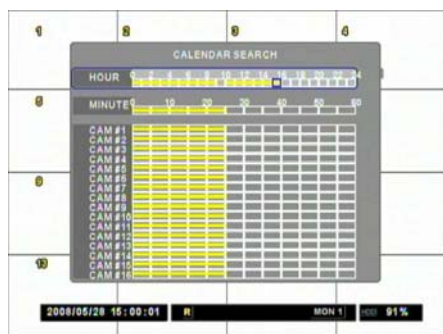 1 2 3 4
CALENDAR SEARCH
HOUR 0 2 4 6 8 10 12 14 16 18 20 22 24
MINUTE 0 10 20 30 40 50 60
5
CAM #1
CAM #2
CAM #3
CAM #4
CAM #5
CAM #6
9
CAM #7
CAM #8
CAM #9
CAM #10
CAM #11
CAM #12
CAM #13
CAM #14
13
CAM #15
CAM #16
2008/05/28 15:00:01 R MON 1 HDD 91%